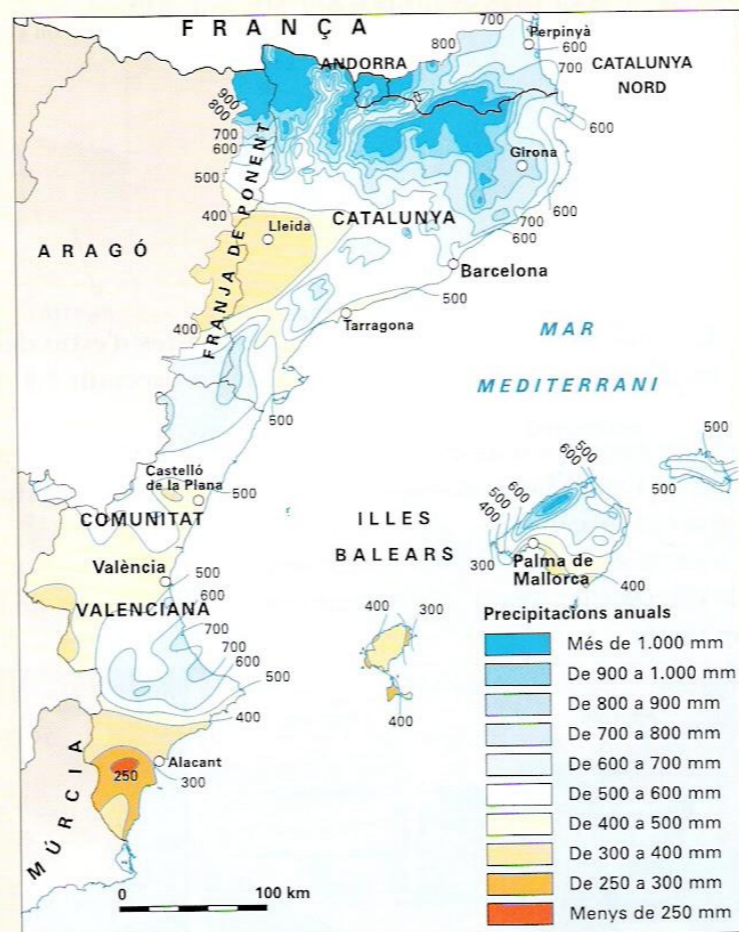 FRANÇA
700
Perpinyà
800
600
ANDORRA
700
CATALUNYA
NORD
900
800
700
600
600
Girona
500
FRANJA DE PONENT
400
CATALUNYA
700
600
600
Lleida
ARAGÓ
Barcelona
500
Tarragona
400
MAR
MEDITERRANI
500
500
Castelló
de la Plana
500
COMUNITAT
500
600
600
500
500
400
300
ILLES
BALEARS
Palma de
Mallorca
400
València
500
VALENCIANA
600
700
700
600
500
400
400
300
400
MÚRCIA
Alacant
250
300
0
100 km
Precipitacions anuals
Més de 1.000 mm
De 900 a 1.000 mm
De 800 a 900 mm
De 700 a 800 mm
De 600 a 700 mm
De 500 a 600 mm
De 400 a 500 mm
De 300 a 400 mm
De 250 a 300 mm
Menys de 250 mm